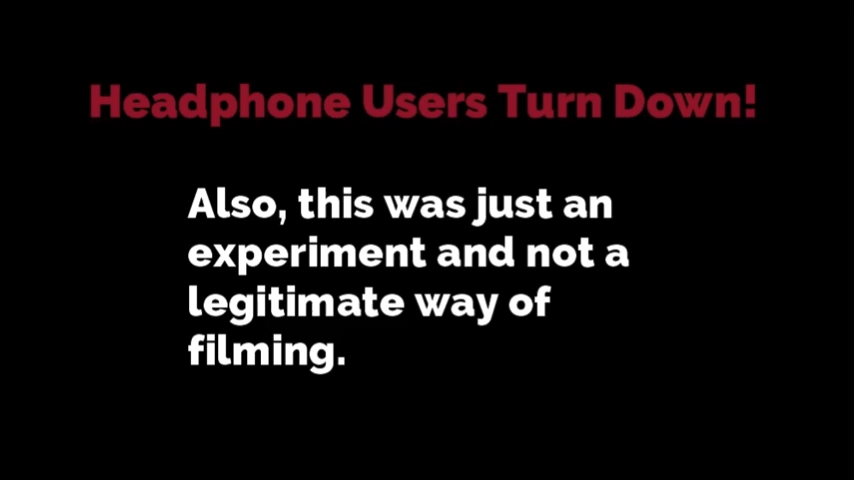 Headphone Users Turn Down!
Also, this was just an
experiment and not a
legitimate way of
filming.